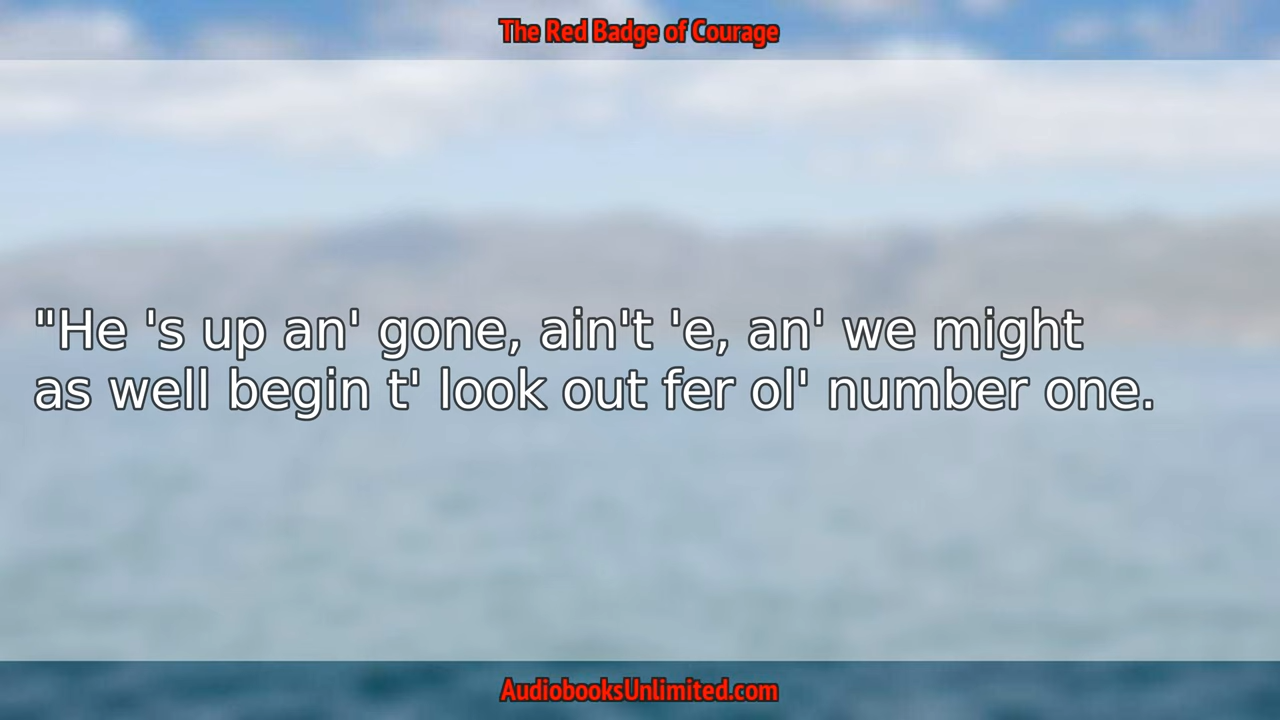 The Red Badge of Courage
"He 's up an' gone, ain't 'e, an' we might
as well begin t' look out fer ol' number one.
AudiobooksUnlimited.com